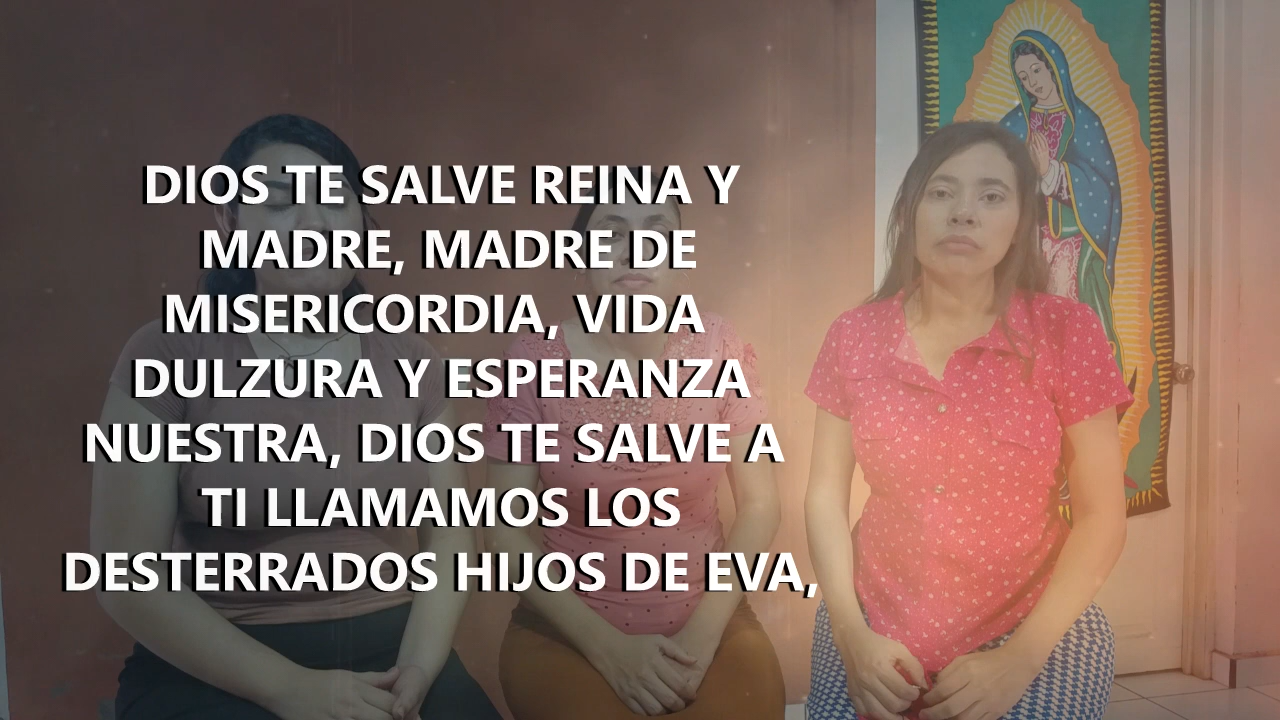 DIOS TE SALVE REINA Y
MADRE, MADRE DE
MISERICORDIA, VIDA
DULZURA Y ESPERANZA
NUESTRA, DIOS TE SALVE A
TI LLAMAMOS LOS
DESTERRADOS HIJOS DE EVA,